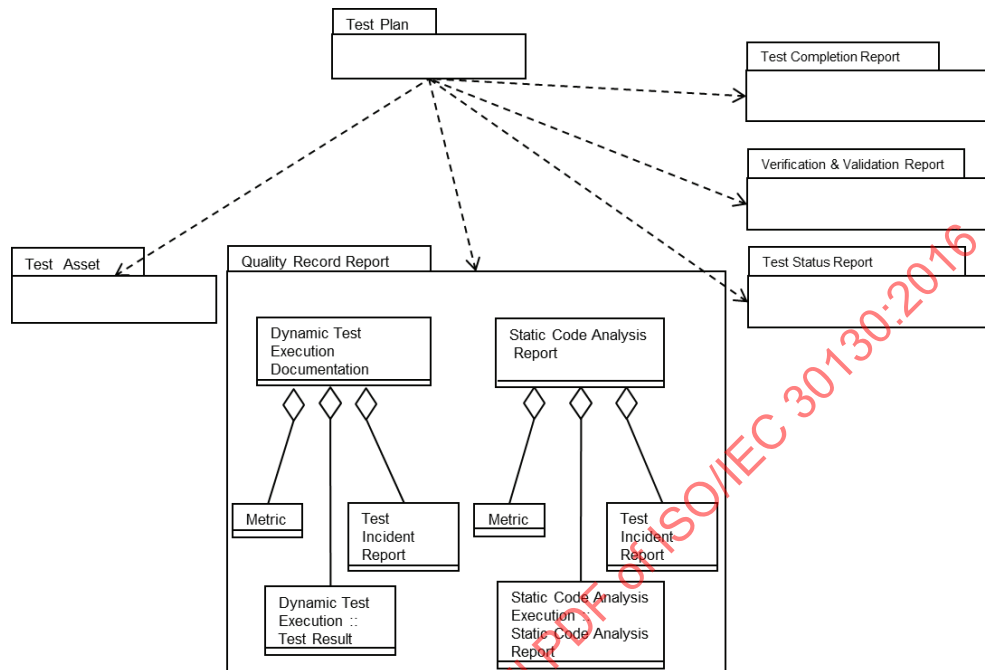 Test Plan
Test Completion Report
Verification & Validation Report
Test Asset
Quality Record Report
Test Status Report
Dynamic Test
Execution
Documentation
Static Code Analysis
Report
Metric
Test
Incident
Report
Metric
Test
Incident
Report
Dynamic Test
Execution ::
Test Result
Static Code Analysis
Execution ::
Static Code Analysis
Report
PDF of ISO/IEC 30130:2016